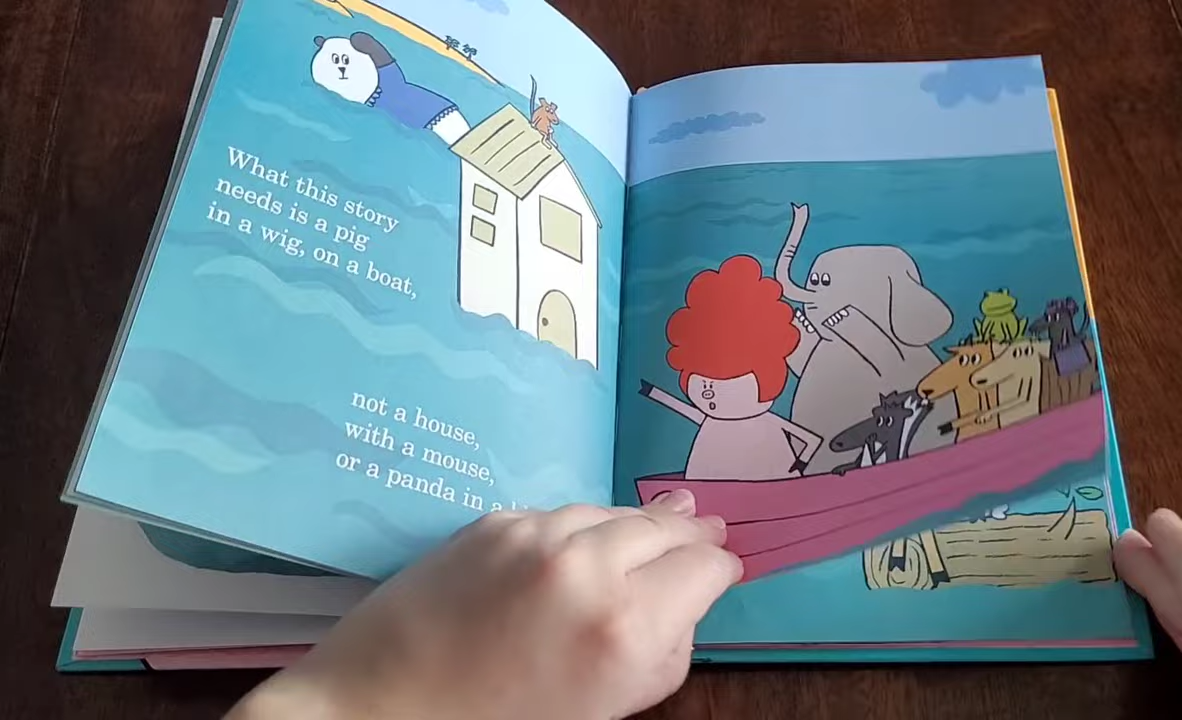 What this story
needs is a pig
in a wig, on a boat,
not a house,
with a mouse,
or a panda in a